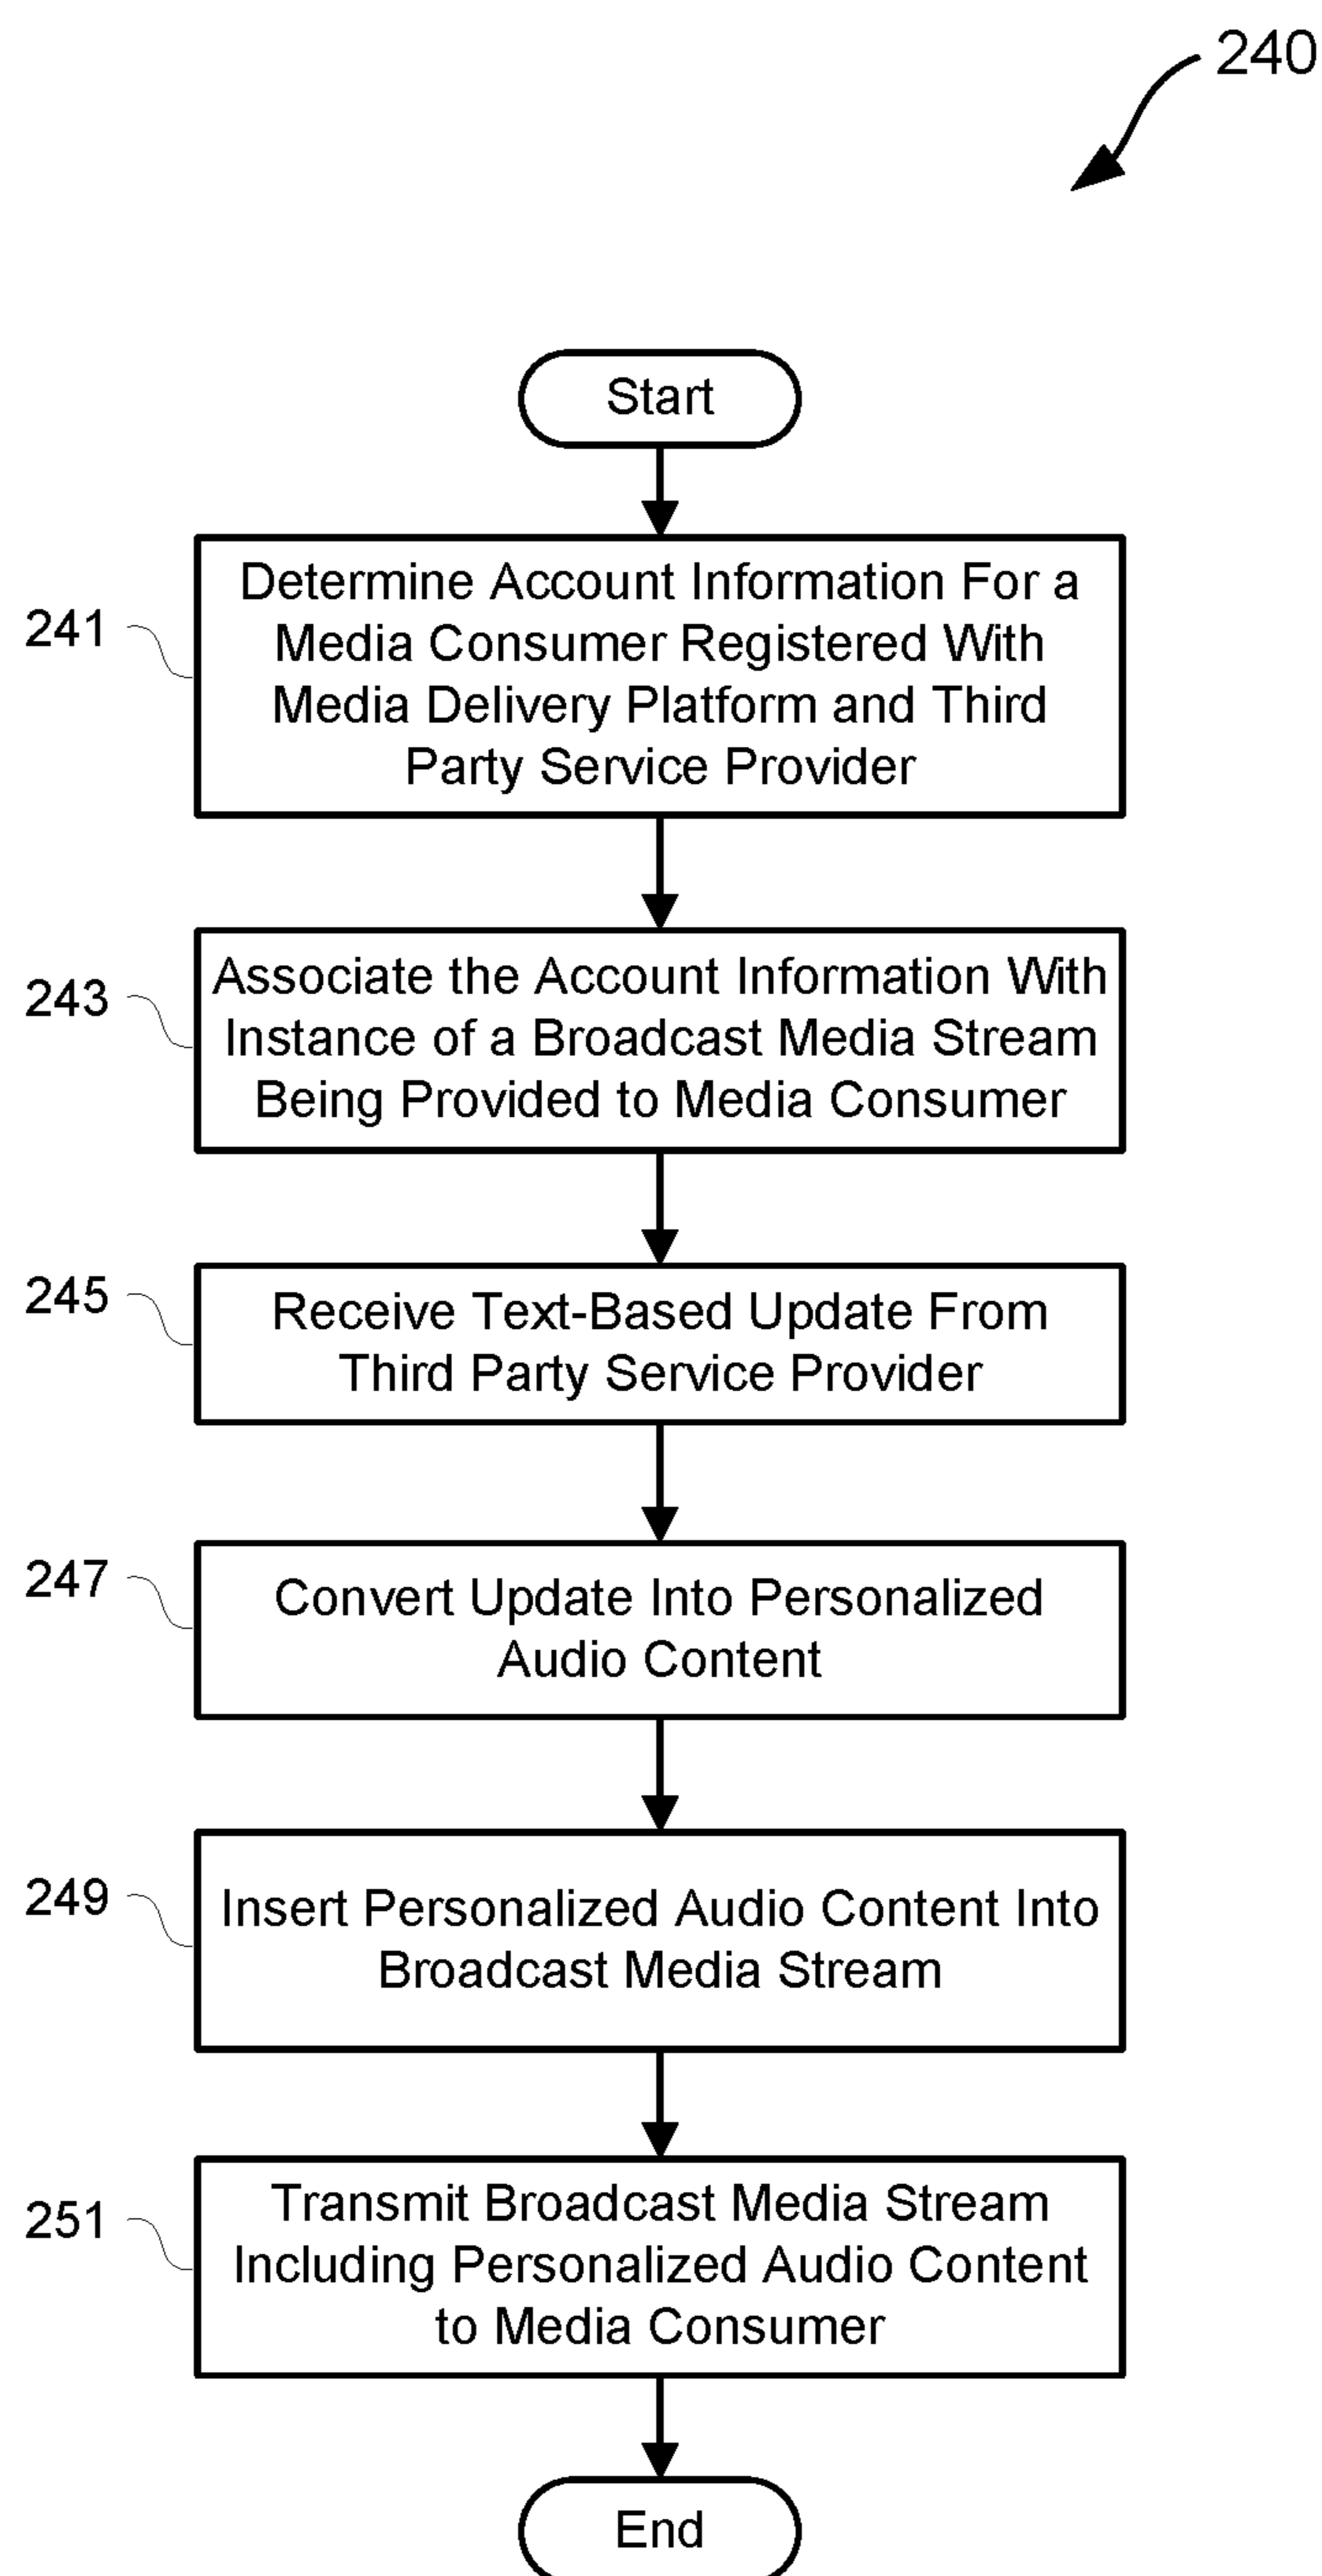 240
Start
241
Determine Account Information For a
Media Consumer Registered With
Media Delivery Platform and Third
Party Service Provider
243
Associate the Account Information With
Instance of a Broadcast Media Stream
Being Provided to Media Consumer
245
Receive Text-Based Update From
Third Party Service Provider
247
Convert Update Into Personalized
Audio Content
249
Insert Personalized Audio Content Into
Broadcast Media Stream
251
Transmit Broadcast Media Stream
Including Personalized Audio Content
to Media Consumer
End